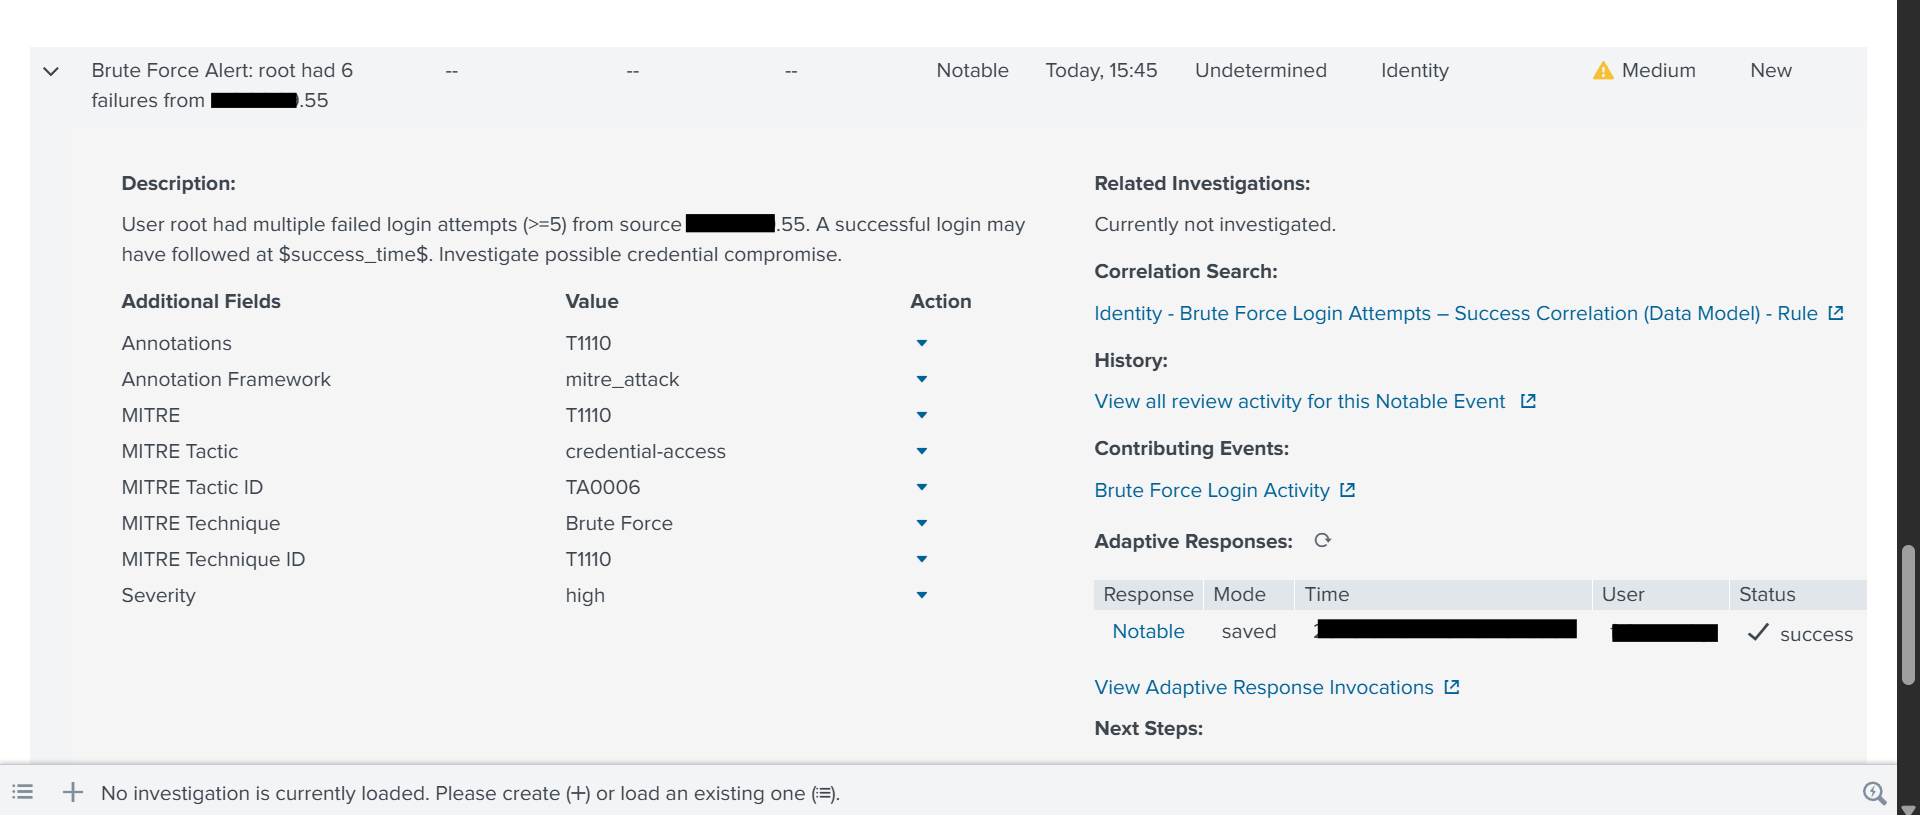 Brute Force Alert: root had 6 -- -- -- Notable Today, 15:45 Undetermined Identity Medium New
failures from .55
Description:
User root had multiple failed login attempts (>=5) from source .55. A successful login may
have followed at $success_time$. Investigate possible credential compromise.
Additional Fields Value Action
Annotations T1110
Annotation Framework mitre_attack
MITRE T1110
MITRE Tactic credential-access
MITRE Tactic ID TA0006
MITRE Technique Brute Force
MITRE Technique ID T1110
Severity high
Related Investigations:
Currently not investigated.
Correlation Search:
Identity - Brute Force Login Attempts – Success Correlation (Data Model) - Rule
History:
View all review activity for this Notable Event
Contributing Events:
Brute Force Login Activity
Adaptive Responses:
Response Mode Time User Status
Notable saved success
View Adaptive Response Invocations
Next Steps:
No investigation is currently loaded. Please create (+) or load an existing one (≔).